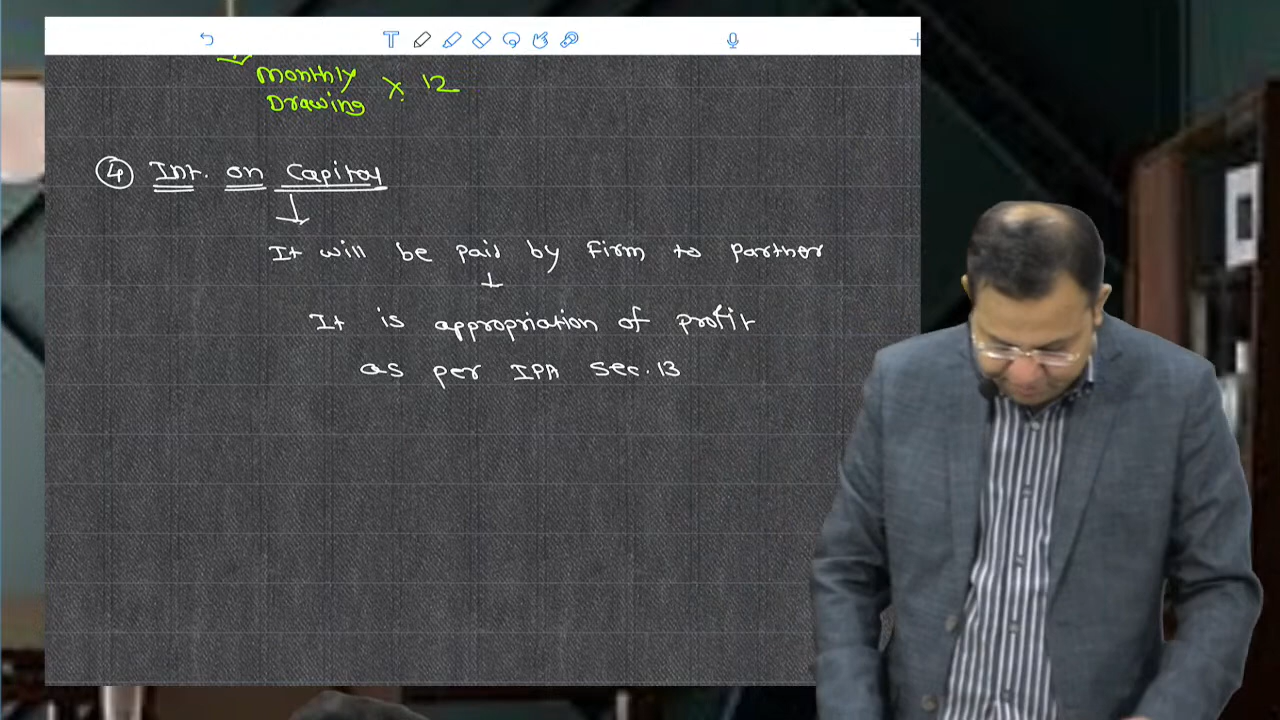 Monthly
Drawing × 12
④ Int. on Capital
It will be paid by Firm to partner
It is appropriation of profit
as per IPA Sec. 13